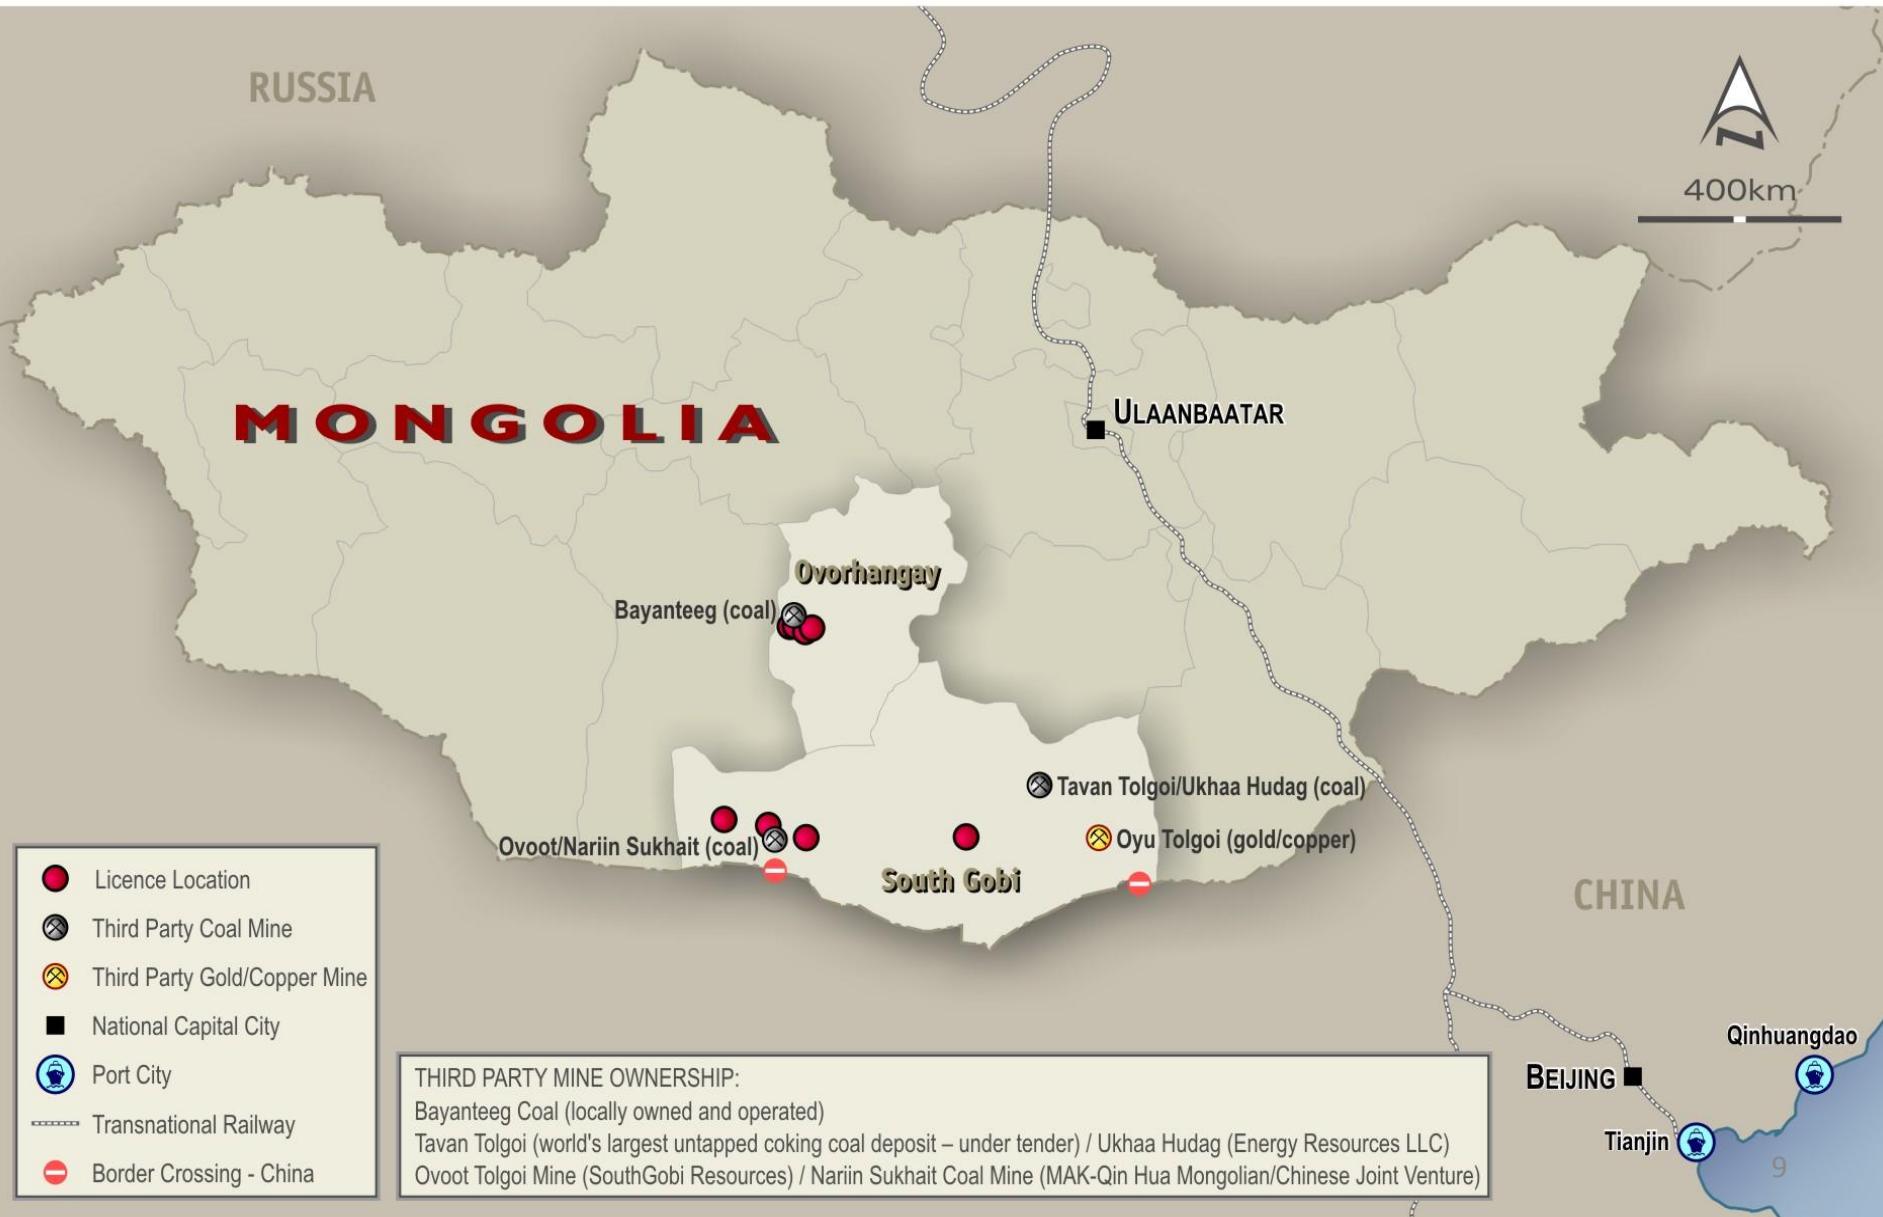 RUSSIA
N
400km
MONGOLIA
ULAANBAATAR
Ovorhangay
Bayanteeg (coal)
Tavan Tolgoi/Ukhaa Hudag (coal)
Ovoot/Nariin Sukhait (coal)
Oyu Tolgoi (gold/copper)
South Gobi
CHINA
Licence Location
Third Party Coal Mine
Third Party Gold/Copper Mine
National Capital City
Port City
Transnational Railway
Border Crossing - China
THIRD PARTY MINE OWNERSHIP:
Bayanteeg Coal (locally owned and operated)
Tavan Tolgoi (world's largest untapped coking coal deposit – under tender) / Ukhaa Hudag (Energy Resources LLC)
Ovoot Tolgoi Mine (SouthGobi Resources) / Nariin Sukhait Coal Mine (MAK-Qin Hua Mongolian/Chinese Joint Venture)
Qinhuangdao
BEIJING
Tianjin
9